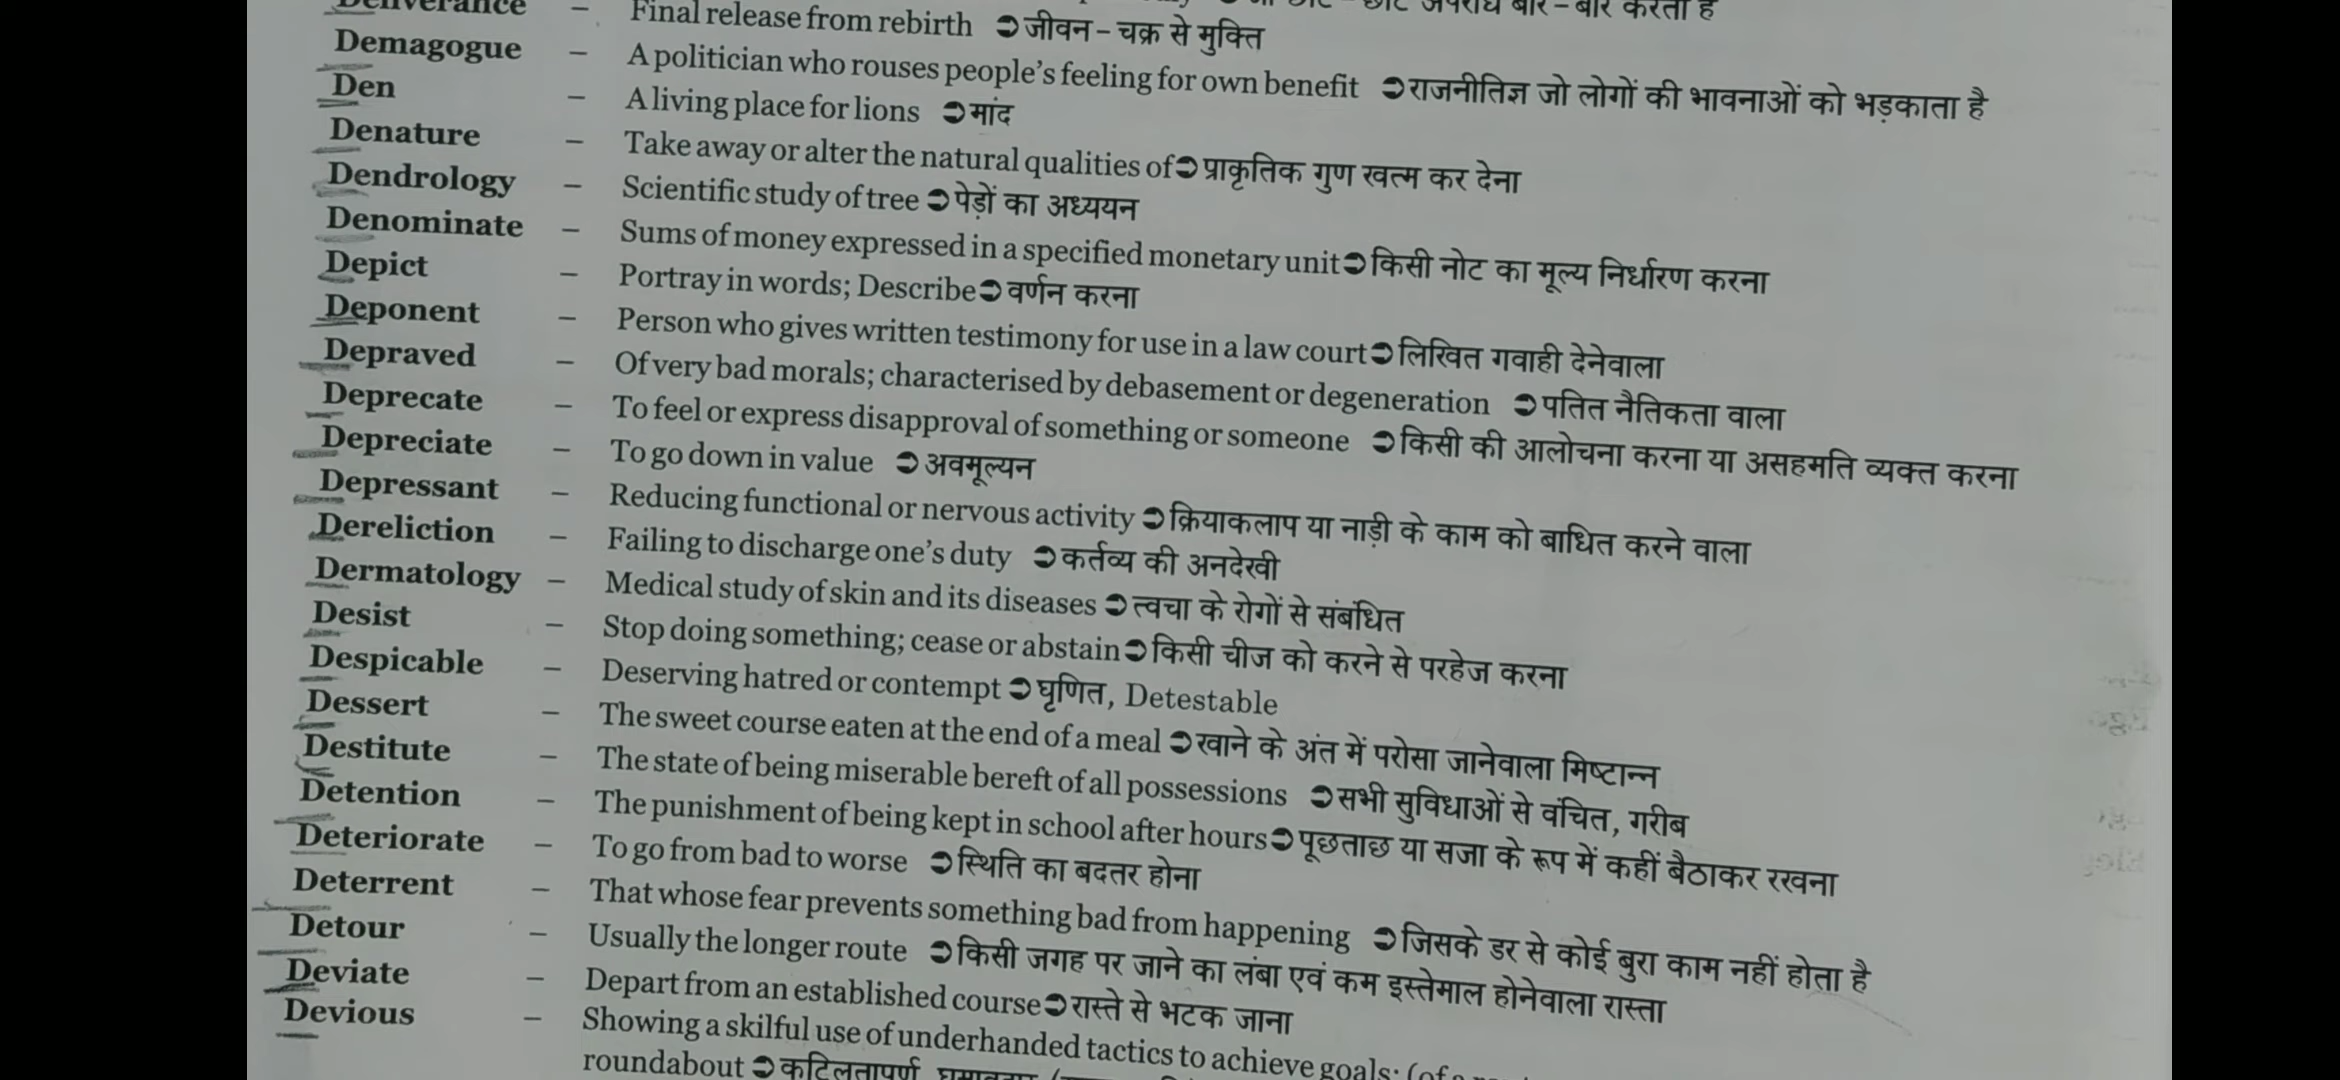 Deliverance – Final release from rebirth ➲ जीवन – चक्र से मुक्ति
Demagogue – A politician who rouses people's feeling for own benefit ➲ राजनीतिज्ञ जो लोगों की भावनाओं को भड़काता है
Den – A living place for lions ➲ मांद
Denature – Take away or alter the natural qualities of ➲ प्राकृतिक गुण खत्म कर देना
Dendrology – Scientific study of tree ➲ पेड़ों का अध्ययन
Denominate – Sums of money expressed in a specified monetary unit ➲ किसी नोट का मूल्य निर्धारण करना
Depict – Portray in words; Describe ➲ वर्णन करना
Deponent – Person who gives written testimony for use in a law court ➲ लिखित गवाही देनेवाला
Depraved – Of very bad morals; characterised by debasement or degeneration ➲ पतित नैतिकता वाला
Deprecate – To feel or express disapproval of something or someone ➲ किसी की आलोचना करना या असहमति व्यक्त करना
Depreciate – To go down in value ➲ अवमूल्यन
Depressant – Reducing functional or nervous activity ➲ क्रियाकलाप या नाड़ी के काम को बाधित करने वाला
Dereliction – Failing to discharge one's duty ➲ कर्तव्य की अनदेखी
Dermatology – Medical study of skin and its diseases ➲ त्वचा के रोगों से संबंधित
Desist – Stop doing something; cease or abstain ➲ किसी चीज को करने से परहेज करना
Despicable – Deserving hatred or contempt ➲ घृणित, Detestable
Dessert – The sweet course eaten at the end of a meal ➲ खाने के अंत में परोसा जानेवाला मिष्टान्न
Destitute – The state of being miserable bereft of all possessions ➲ सभी सुविधाओं से वंचित, गरीब
Detention – The punishment of being kept in school after hours ➲ पूछताछ या सजा के रूप में कहीं बैठाकर रखना
Deteriorate – To go from bad to worse ➲ स्थिति का बदतर होना
Deterrent – That whose fear prevents something bad from happening ➲ जिसके डर से कोई बुरा काम नहीं होता है
Detour – Usually the longer route ➲ किसी जगह पर जाने का लंबा एवं कम इस्तेमाल होनेवाला रास्ता
Deviate – Depart from an established course ➲ रास्ते से भटक जाना
Devious – Showing a skilful use of underhanded tactics to achieve goals; (of a
roundabout ➲ कुटिलतापूर्ण,